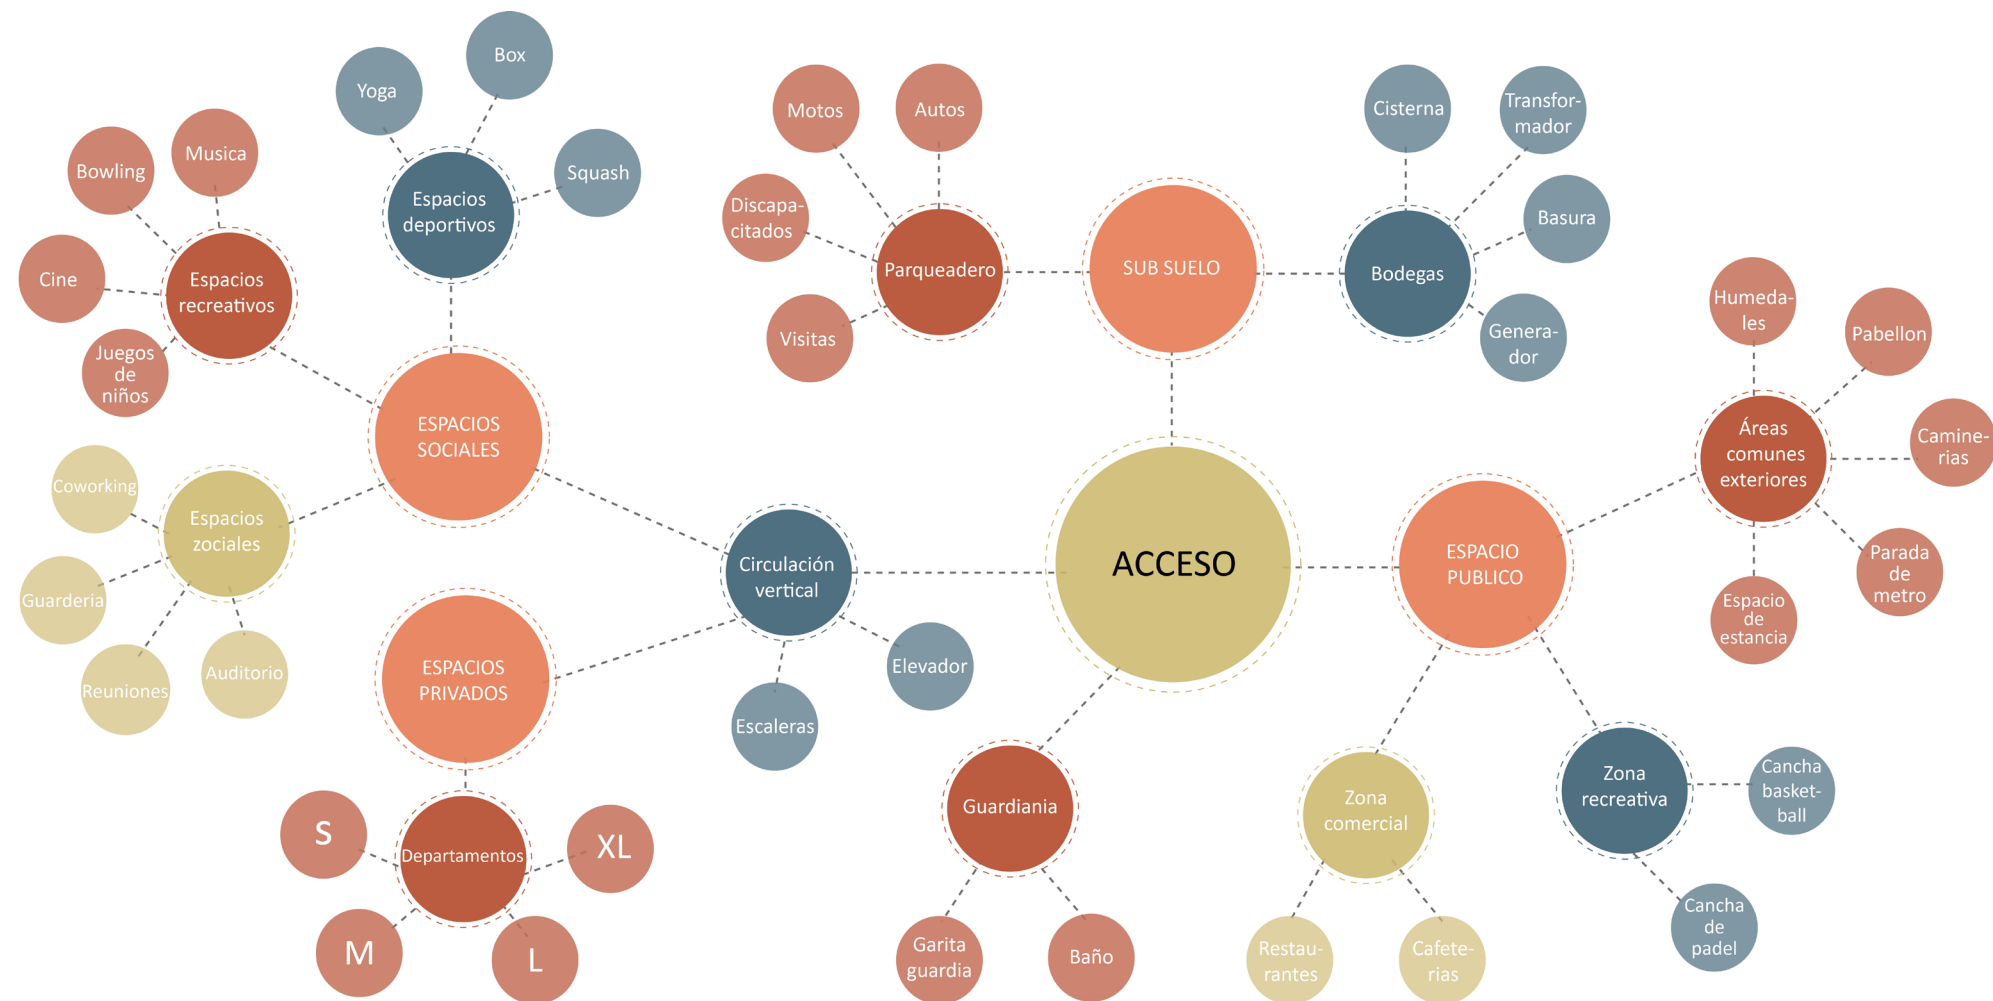 Yoga
Box
Squash
Espacios
deportivos
Musica
Bowling
Cine
Juegos
de
niños
Espacios
recreativos
ESPACIOS
SOCIALES
Coworking
Guarderia
Reuniones
Auditorio
Espacios
zociales
ESPACIOS
PRIVADOS
Departamentos
S
M
L
XL
Circulación
vertical
Elevador
Escaleras
Motos
Autos
Discapa-
citados
Visitas
Parqueadero
SUB SUELO
Bodegas
Cisterna
Transfor-
mador
Basura
Genera-
dor
ACCESO
Guardiania
Garita
guardia
Baño
ESPACIO
PUBLICO
Humeda-
les
Pabellon
Camine-
rias
Parada
de
metro
Espacio
de
estancia
Áreas
comunes
exteriores
Zona
comercial
Restau-
rantes
Cafete-
rias
Zona
recreativa
Cancha
basket-
ball
Cancha
de
padel